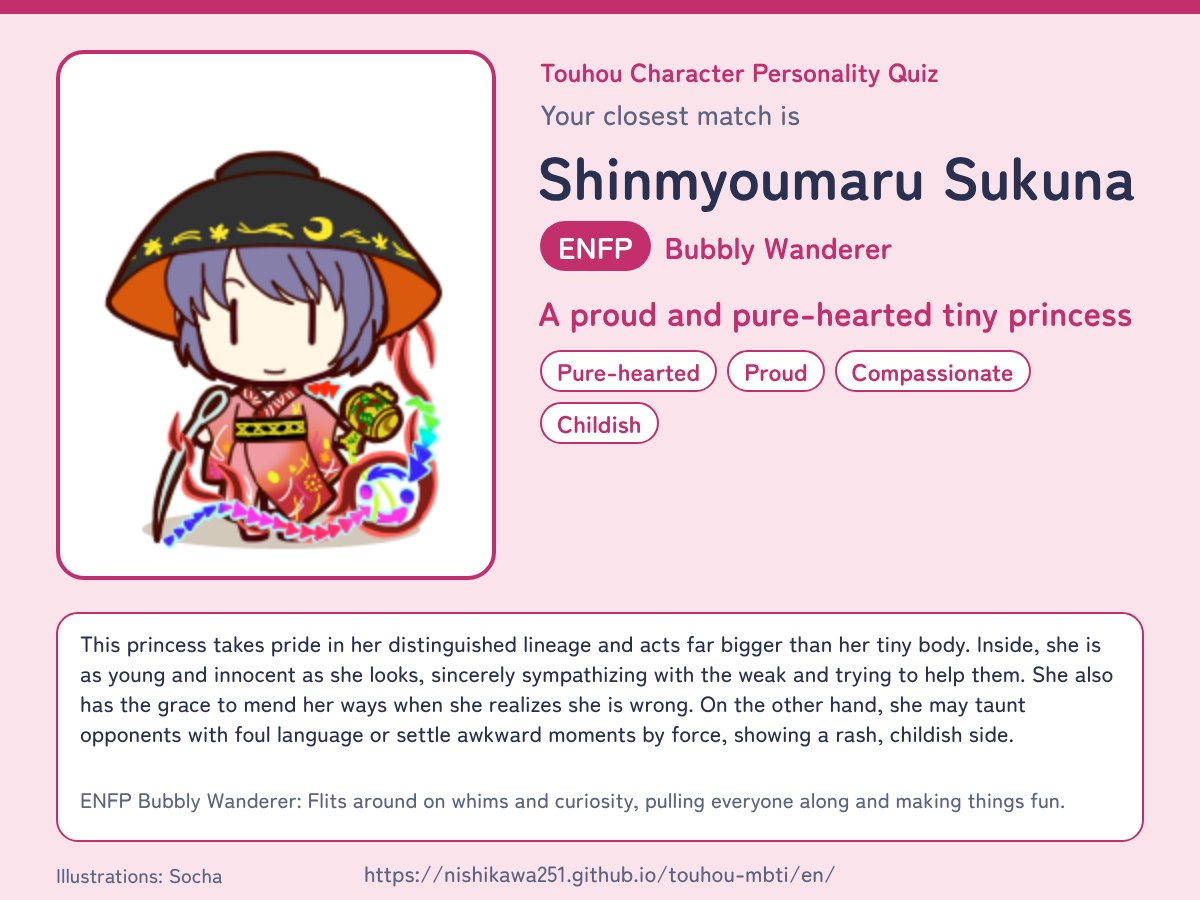 Touhou Character Personality Quiz
Your closest match is
Shinmyoumaru Sukuna
ENFP Bubbly Wanderer
A proud and pure-hearted tiny princess
Pure-hearted Proud Compassionate
Childish
This princess takes pride in her distinguished lineage and acts far bigger than her tiny body. Inside, she is
as young and innocent as she looks, sincerely sympathizing with the weak and trying to help them. She also
has the grace to mend her ways when she realizes she is wrong. On the other hand, she may taunt
opponents with foul language or settle awkward moments by force, showing a rash, childish side.
ENFP Bubbly Wanderer: Flits around on whims and curiosity, pulling everyone along and making things fun.
Illustrations: Socha https://nishikawa251.github.io/touhou-mbti/en/